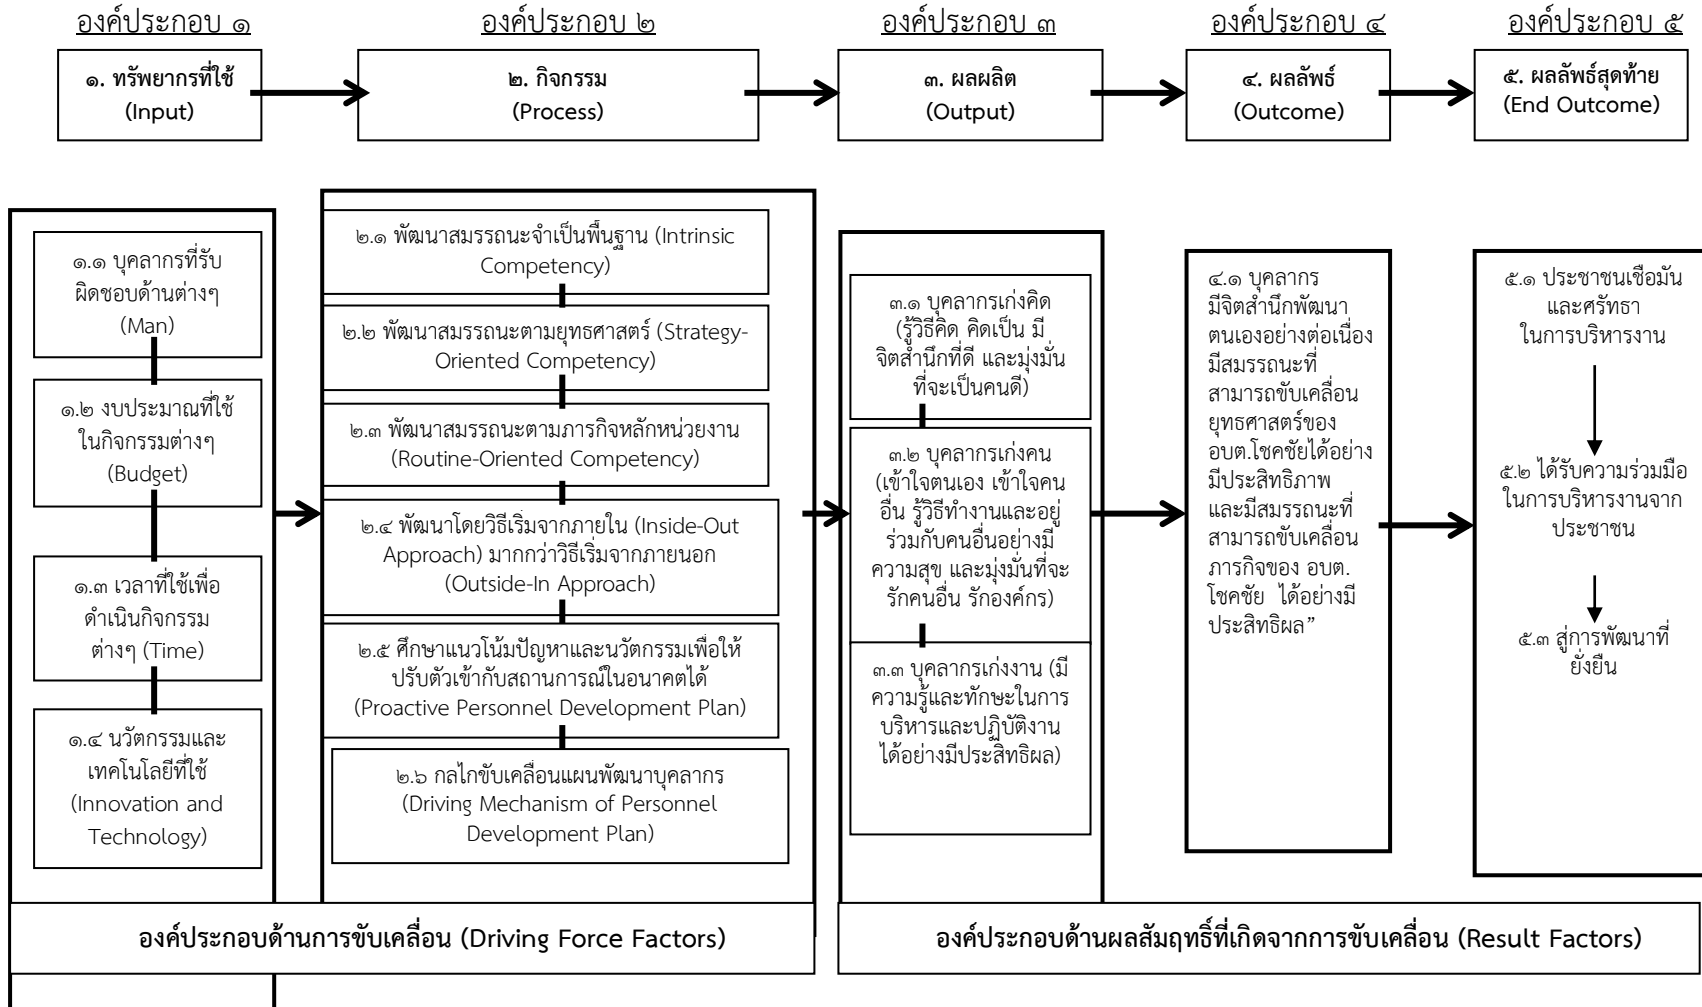 องค์ประกอบ ๑
องค์ประกอบ ๒
องค์ประกอบ ๓
องค์ประกอบ ๔
องค์ประกอบ ๕
๑. ทรัพยากรที่ใช้
(Input)
๒. กิจกรรม
(Process)
๓. ผลผลิต
(Output)
๔. ผลลัพธ์
(Outcome)
๕. ผลลัพธ์สุดท้าย
(End Outcome)
๑.๑ บุคลากรที่รับ
ผิดชอบด้านต่างๆ
(Man)
๑.๒ งบประมาณที่ใช้
ในกิจกรรมต่างๆ
(Budget)
๑.๓ เวลาที่ใช้เพื่อ
ดำเนินกิจกรรม
ต่างๆ (Time)
๑.๔ นวัตกรรมและ
เทคโนโลยีที่ใช้
(Innovation and
Technology)
๒.๑ พัฒนาสมรรถนะจำเป็นพื้นฐาน (Intrinsic
Competency)
๒.๒ พัฒนาสมรรถนะตามยุทธศาสตร์ (Strategy-
Oriented Competency)
๒.๓ พัฒนาสมรรถนะตามภารกิจหลักหน่วยงาน
(Routine-Oriented Competency)
๒.๔ พัฒนาโดยวิธีเริ่มจากภายใน (Inside-Out
Approach) มากกว่าวิธีเริ่มจากภายนอก
(Outside-In Approach)
๒.๕ ศึกษาแนวโน้มปัญหาและนวัตกรรมเพื่อให้
ปรับตัวเข้ากับสถานการณ์ในอนาคตได้
(Proactive Personnel Development Plan)
๒.๖ กลไกขับเคลื่อนแผนพัฒนาบุคลากร
(Driving Mechanism of Personnel
Development Plan)
๓.๑ บุคลากรเก่งคิด
(รู้วิธีคิด คิดเป็น มี
จิตสำนึกที่ดี และมุ่งมั่น
ที่จะเป็นคนดี)
๓.๒ บุคลากรเก่งคน
(เข้าใจตนเอง เข้าใจคน
อื่น รู้วิธีทำงานและอยู่
ร่วมกับคนอื่นอย่างมี
ความสุข และมุ่งมั่นที่จะ
รักคนอื่น รักองค์กร)
๓.๓ บุคลากรเก่งงาน (มี
ความรู้และทักษะในการ
บริหารและปฏิบัติงาน
ได้อย่างมีประสิทธิผล)
๔.๑ บุคลากร
มีจิตสำนึกพัฒนา
ตนเองอย่างต่อเนื่อง
มีสมรรถนะที่
สามารถขับเคลื่อน
ยุทธศาสตร์ของ
อบต.โชคชัยได้อย่าง
มีประสิทธิภาพ
และมีสมรรถนะที่
สามารถขับเคลื่อน
ภารกิจของ อบต.
โชคชัย ได้อย่างมี
ประสิทธิผล”
๕.๑ ประชาชนเชื่อมั่น
และศรัทธา
ในการบริหารงาน
๕.๒ ได้รับความร่วมมือ
ในการบริหารงานจาก
ประชาชน
๕.๓ สู่การพัฒนาที่
ยั่งยืน
องค์ประกอบด้านการขับเคลื่อน (Driving Force Factors)
องค์ประกอบด้านผลสัมฤทธิ์ที่เกิดจากการขับเคลื่อน (Result Factors)